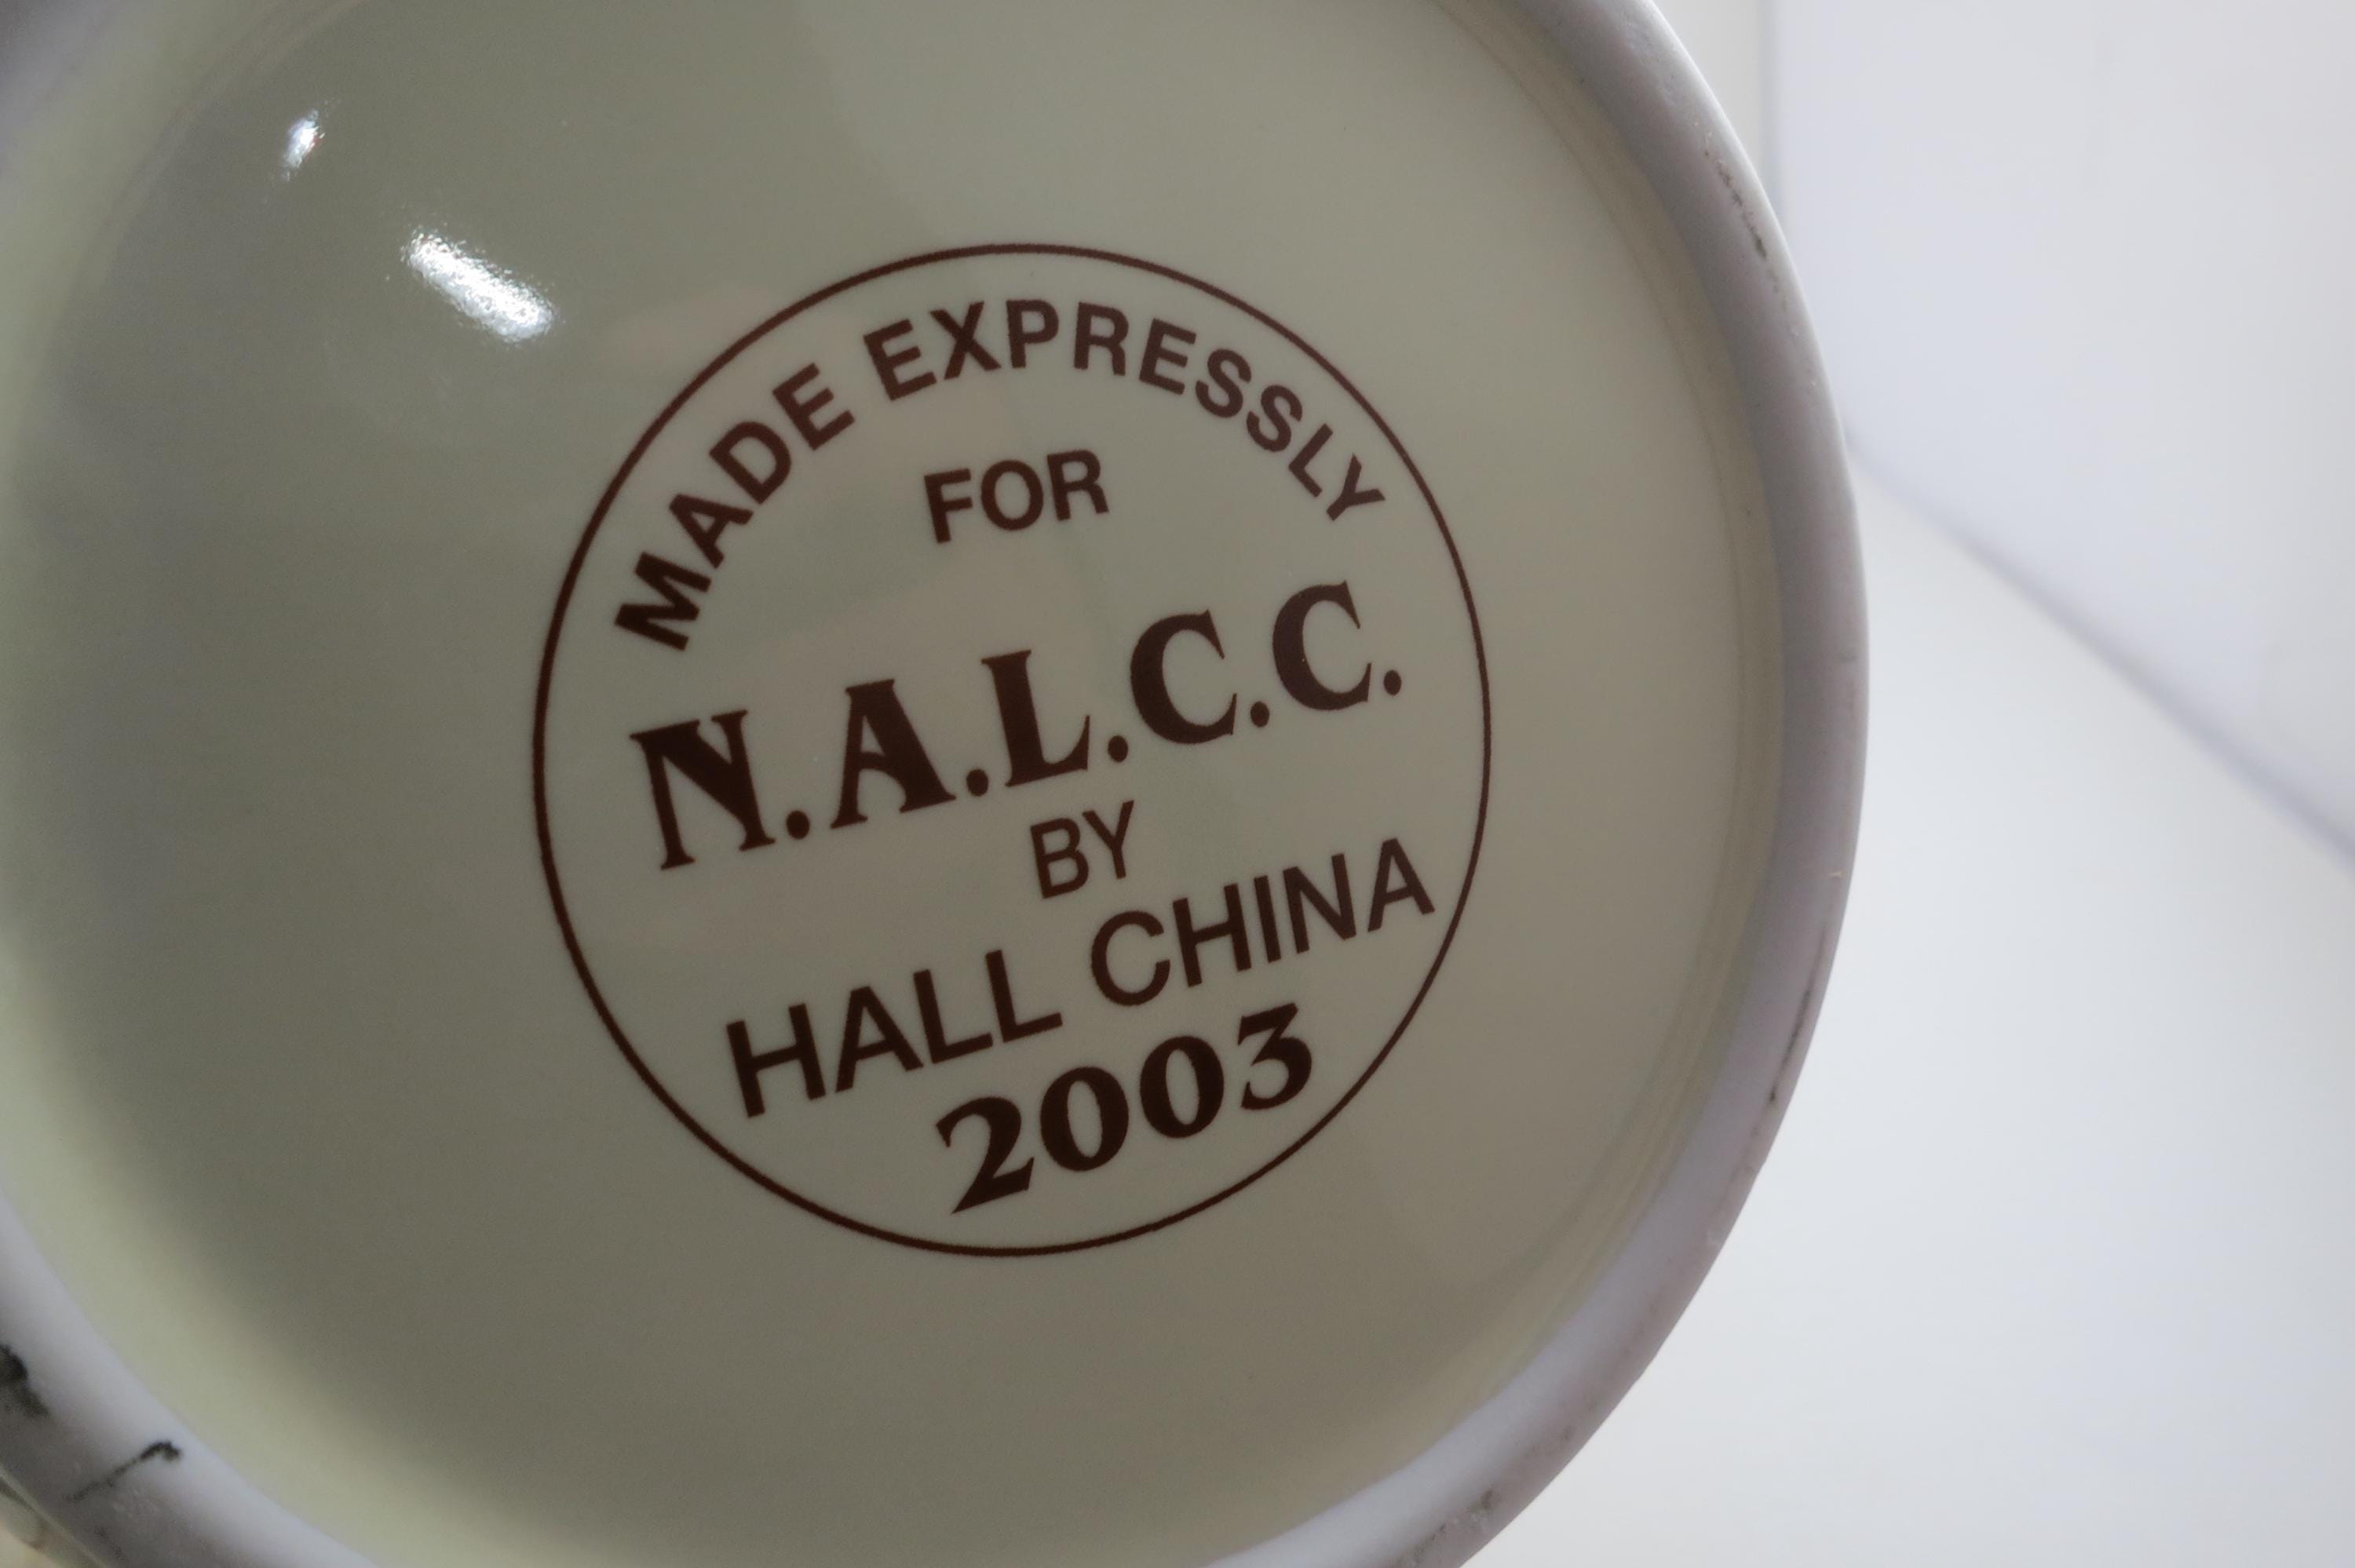 MADE EXPRESSLY
FOR
N.A.L.C.C.
BY
HALL CHINA
2003